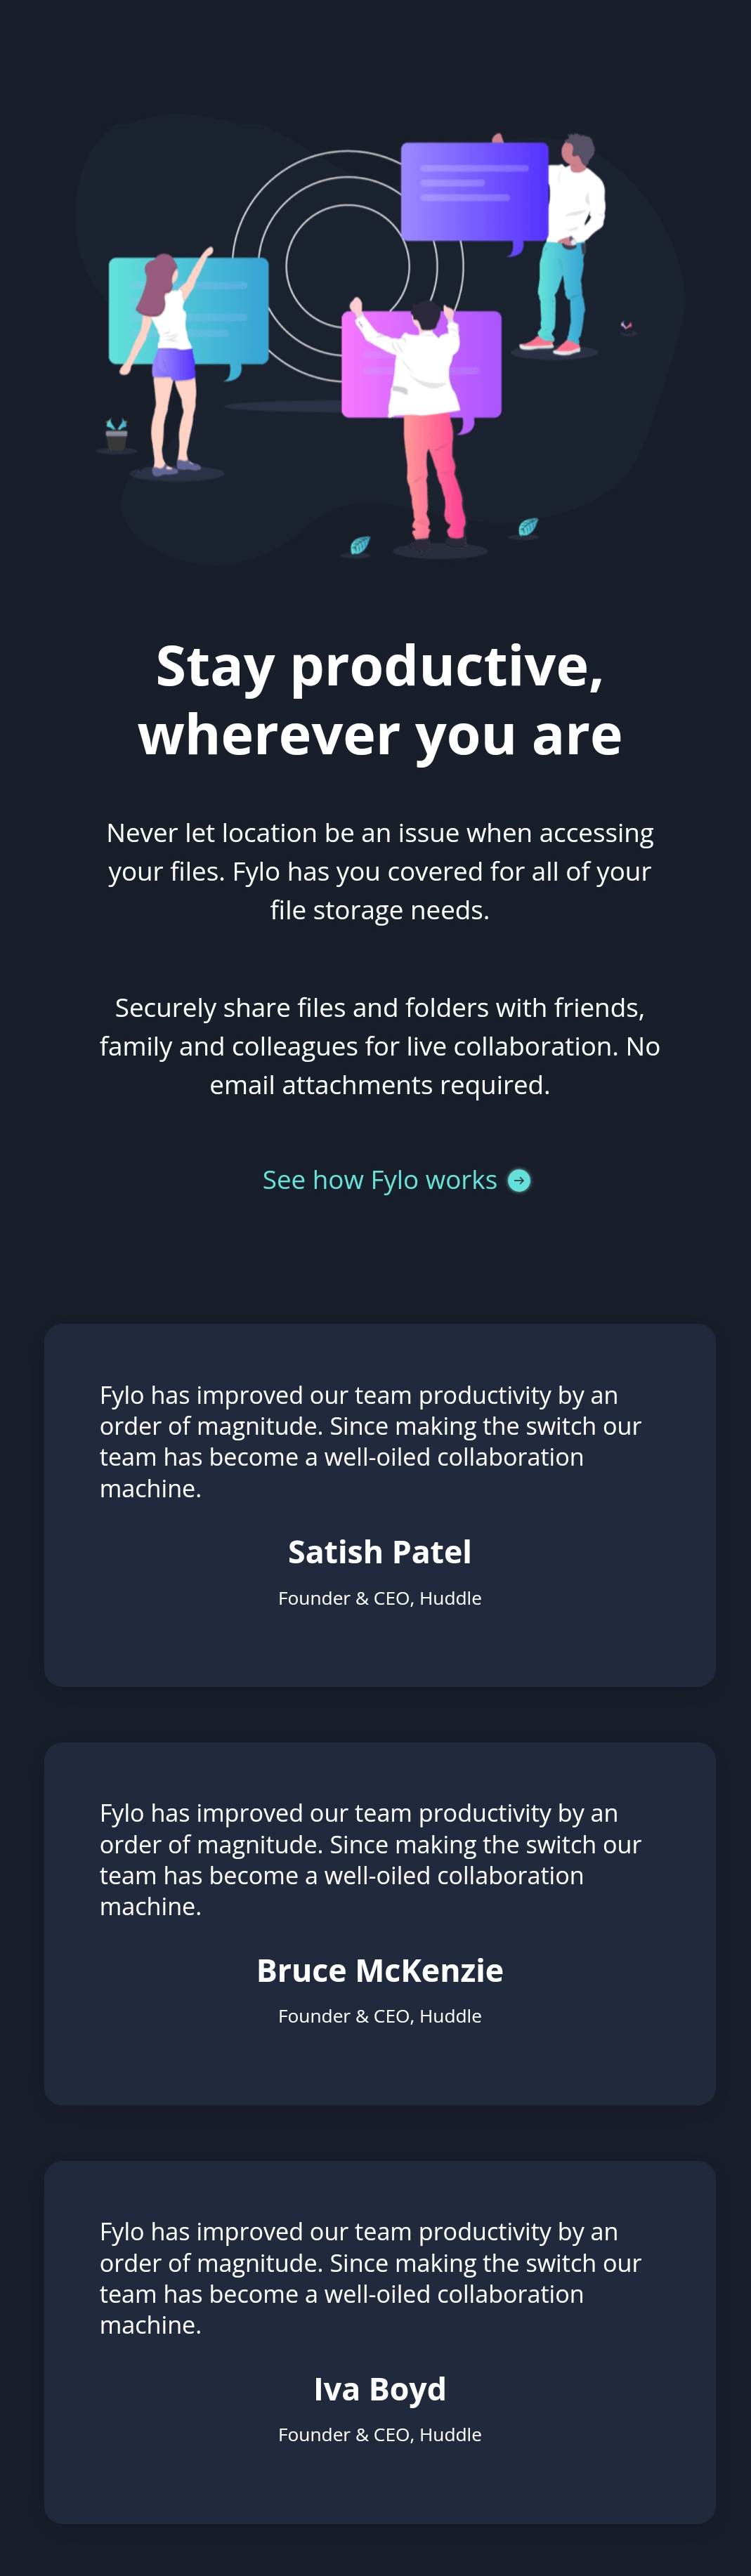 Stay productive,
wherever you are
Never let location be an issue when accessing
your files. Fylo has you covered for all of your
file storage needs.
Securely share files and folders with friends,
family and colleagues for live collaboration. No
email attachments required.
See how Fylo works
Fylo has improved our team productivity by an
order of magnitude. Since making the switch our
team has become a well-oiled collaboration
machine.
Satish Patel
Founder & CEO, Huddle
Fylo has improved our team productivity by an
order of magnitude. Since making the switch our
team has become a well-oiled collaboration
machine.
Bruce McKenzie
Founder & CEO, Huddle
Fylo has improved our team productivity by an
order of magnitude. Since making the switch our
team has become a well-oiled collaboration
machine.
Iva Boyd
Founder & CEO, Huddle